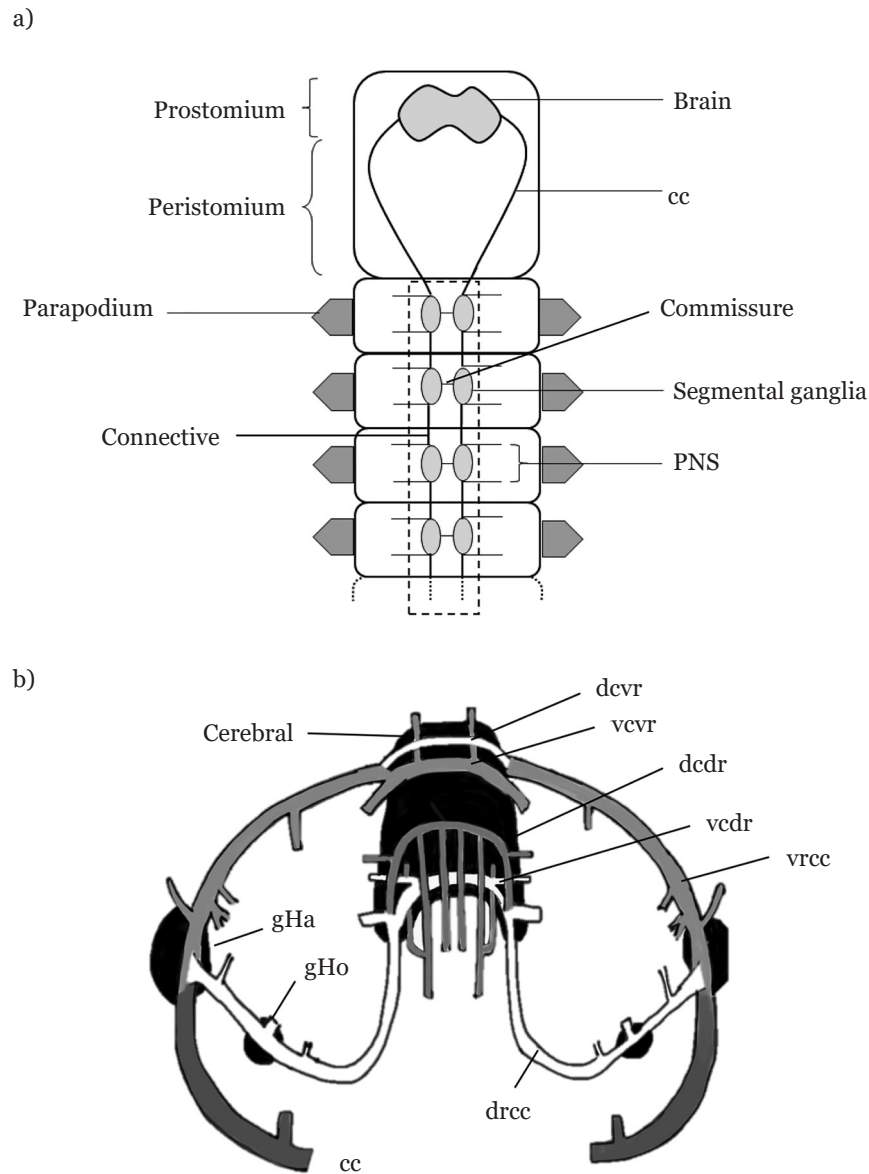 a)
Prostomium
Brain
Peristomium
cc
Parapodium
Commissure
Segmental ganglia
Connective
PNS
b)
dcvr
Cerebral
vcvr
dcdr
vcdr
vrcc
gHa
gHo
drcc
cc